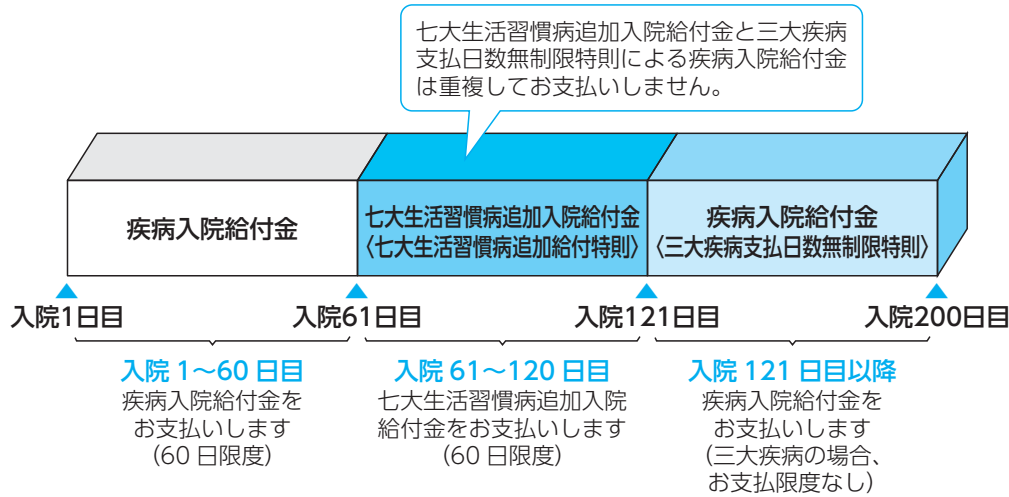 七大生活習慣病追加入院給付金と三大疾病
支払日数無制限特則による疾病入院給付金
は重複してお支払いしません。
疾病入院給付金
七大生活習慣病追加入院給付金
〈七大生活習慣病追加給付特則〉
疾病入院給付金
〈三大疾病支払日数無制限特則〉
入院1日目
入院61日目
入院121日目
入院200日目
入院 1～60 日目
疾病入院給付金を
お支払いします
（60 日限度）
入院 61～120 日目
七大生活習慣病追加入院
給付金をお支払いします
（60 日限度）
入院 121 日目以降
疾病入院給付金を
お支払いします
（三大疾病の場合、
お支払限度なし）